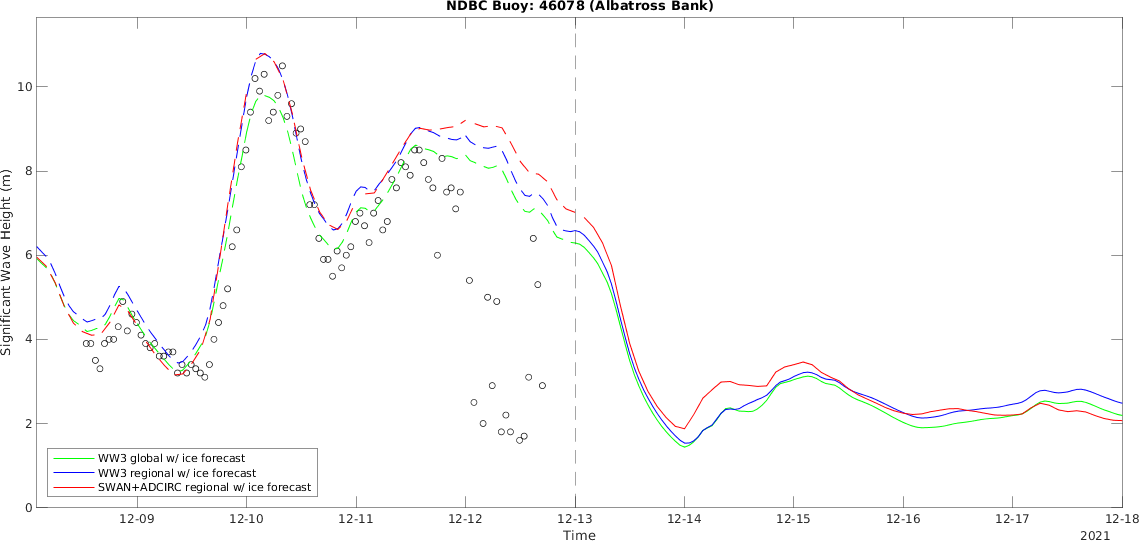 NDBC Buoy: 46078 (Albatross Bank)
Significant Wave Height (m)
10
8
6
4
2
0
WW3 global w/ ice forecast
WW3 regional w/ ice forecast
SWAN+ADCIRC regional w/ ice forecast
12-09 12-10 12-11 12-12 12-13 12-14 12-15 12-16 12-17 12-18
Time
2021